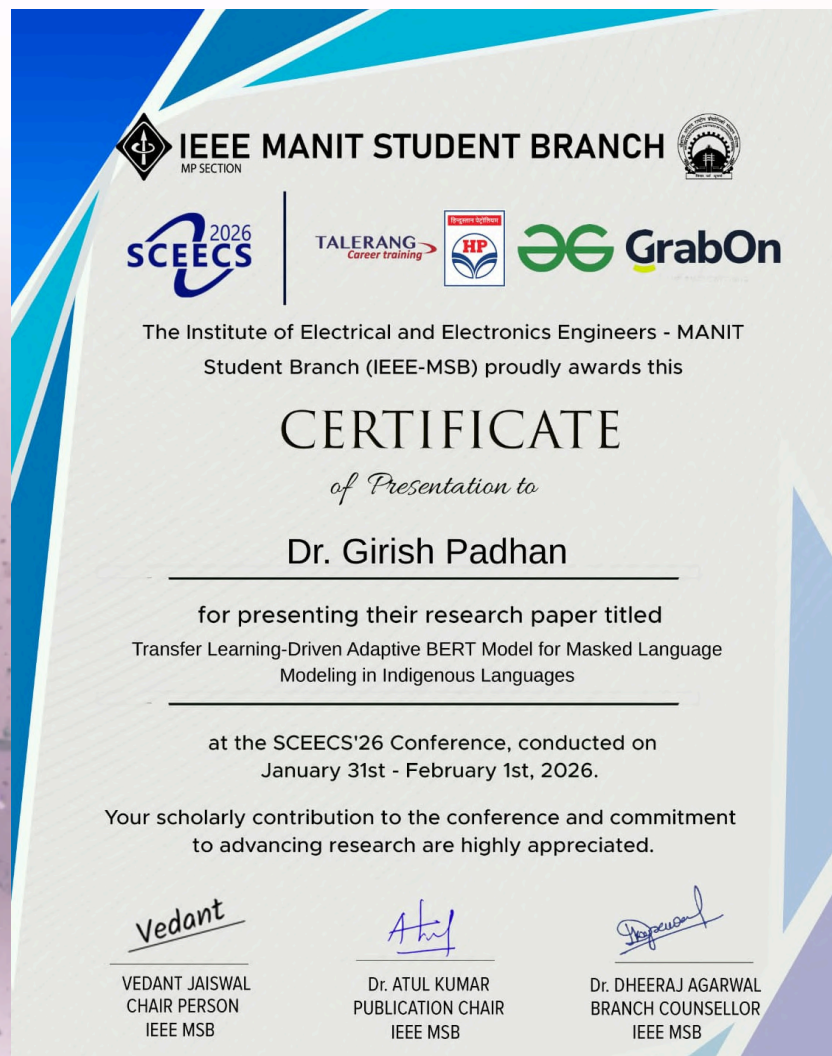 IEEE MANIT STUDENT BRANCH
MP SECTION
2026
SCEECS
TALERANG
Career training
हिन्दुस्तान पेट्रोलियम
HP
GrabOn
The Institute of Electrical and Electronics Engineers - MANIT
Student Branch (IEEE-MSB) proudly awards this
CERTIFICATE
of Presentation to
Dr. Girish Padhan
for presenting their research paper titled
Transfer Learning-Driven Adaptive BERT Model for Masked Language
Modeling in Indigenous Languages
at the SCEECS'26 Conference, conducted on
January 31st - February 1st, 2026.
Your scholarly contribution to the conference and commitment
to advancing research are highly appreciated.
Vedant
VEDANT JAISWAL
CHAIR PERSON
IEEE MSB
Dr. ATUL KUMAR
PUBLICATION CHAIR
IEEE MSB
Dr. DHEERAJ AGARWAL
BRANCH COUNSELLOR
IEEE MSB